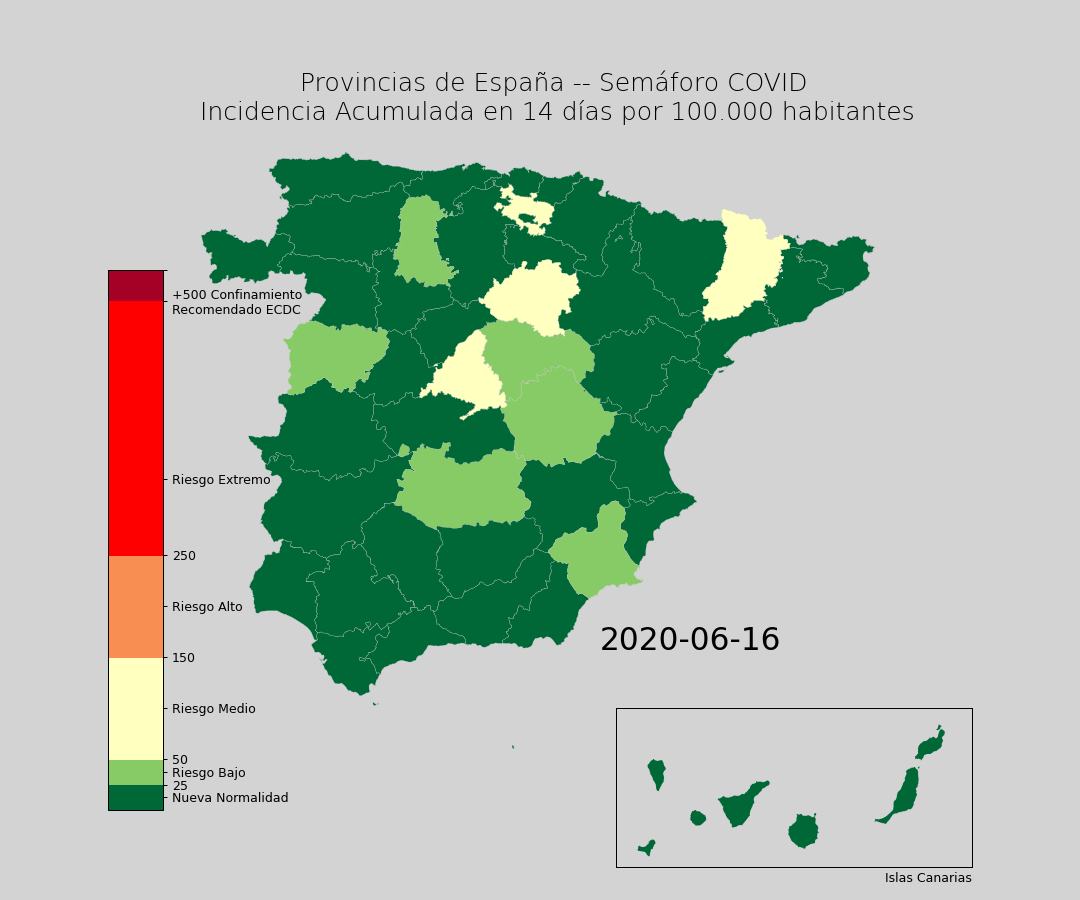 Provincias de España -- Semáforo COVID
Incidencia Acumulada en 14 días por 100.000 habitantes
+500 Confinamiento
Recomendado ECDC
Riesgo Extremo
250
Riesgo Alto
150
Riesgo Medio
50
Riesgo Bajo
25
Nueva Normalidad
2020-06-16
Islas Canarias